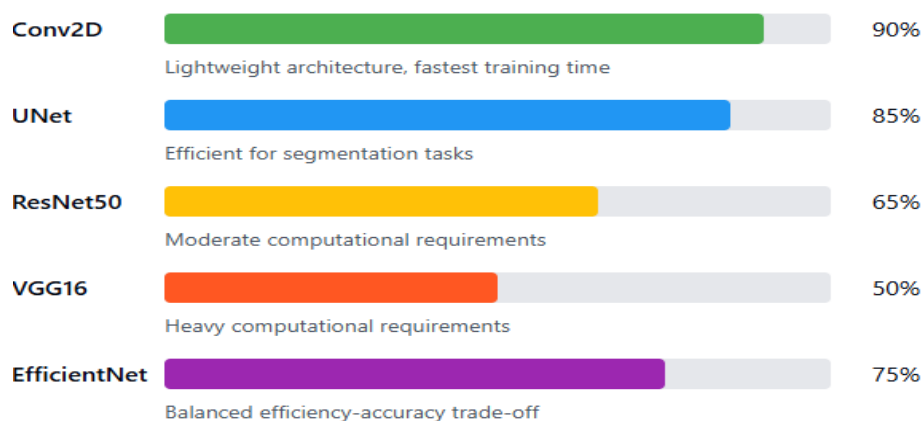 Conv2D 90%
Lightweight architecture, fastest training time
UNet 85%
Efficient for segmentation tasks
ResNet50 65%
Moderate computational requirements
VGG16 50%
Heavy computational requirements
EfficientNet 75%
Balanced efficiency-accuracy trade-off